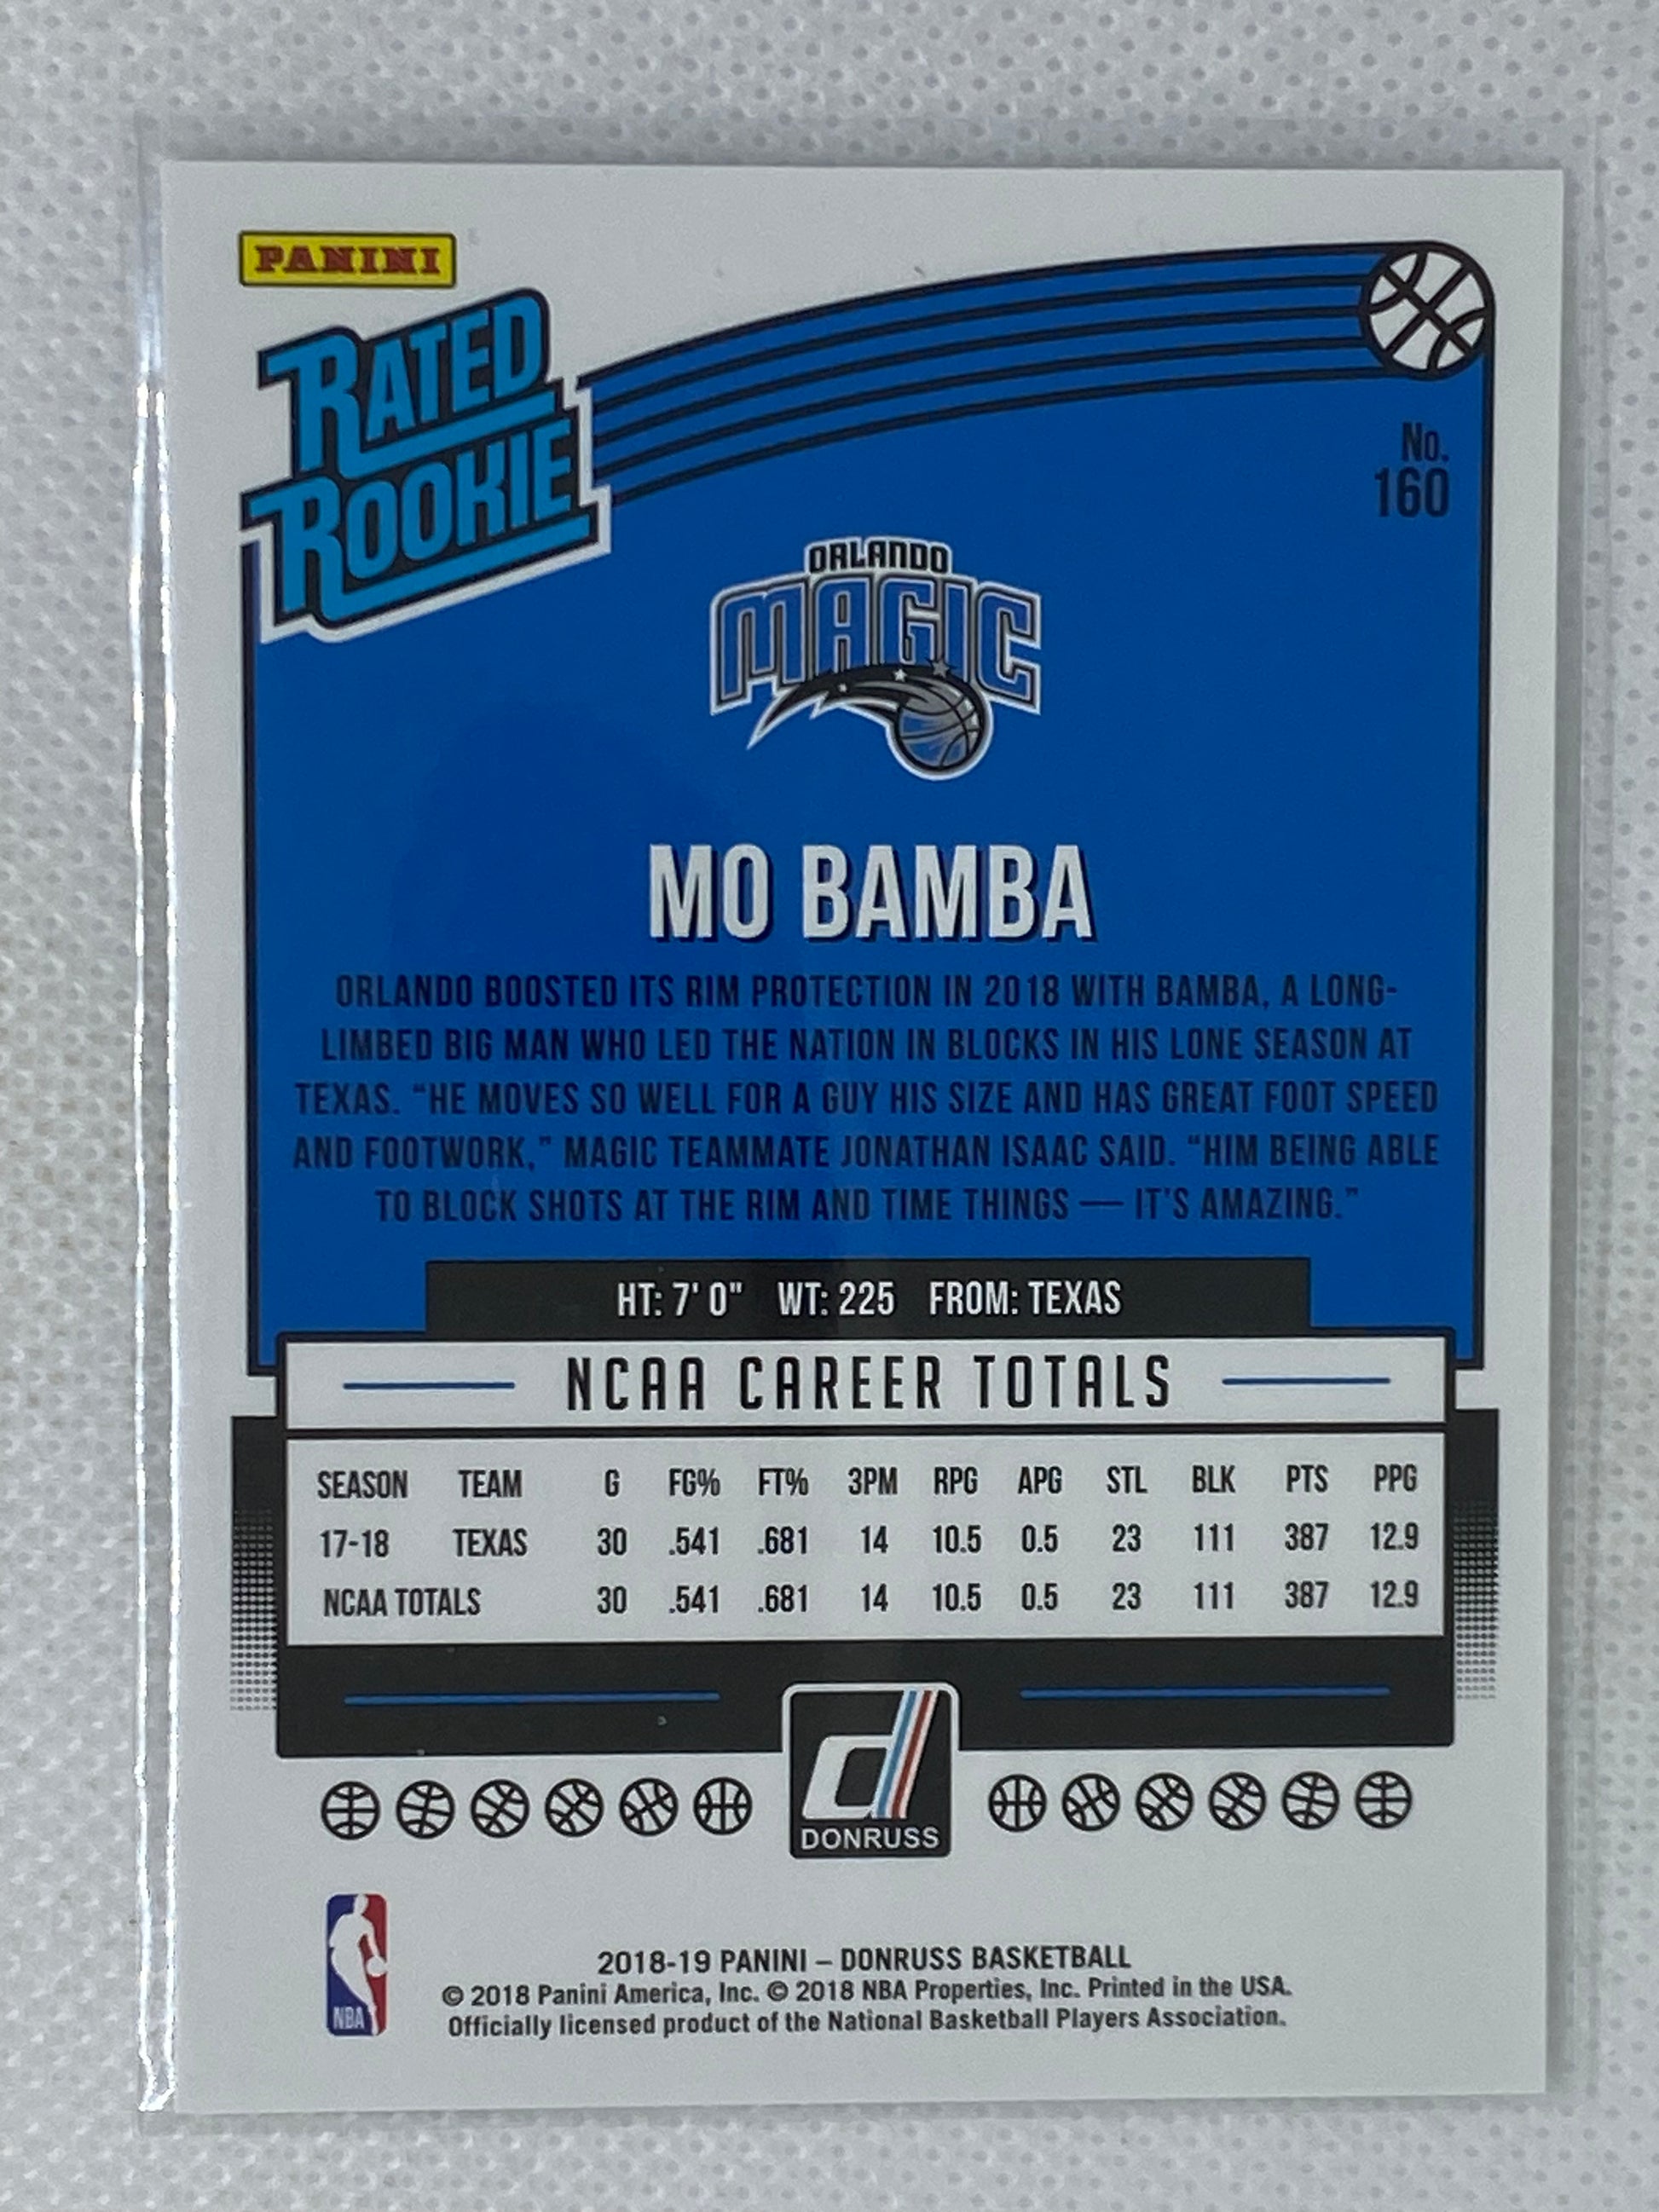 PANINI
RATED
ROOKIE
No.
160
ORLANDO
MAGIC
MO BAMBA
ORLANDO BOOSTED ITS RIM PROTECTION IN 2018 WITH BAMBA, A LONG-
LIMBED BIG MAN WHO LED THE NATION IN BLOCKS IN HIS LONE SEASON AT
TEXAS. “HE MOVES SO WELL FOR A GUY HIS SIZE AND HAS GREAT FOOT SPEED
AND FOOTWORK,” MAGIC TEAMMATE JONATHAN ISAAC SAID. “HIM BEING ABLE
TO BLOCK SHOTS AT THE RIM AND TIME THINGS — IT'S AMAZING.”
HT: 7' 0" WT: 225 FROM: TEXAS
NCAA CAREER TOTALS
SEASON TEAM G FG% FT% 3PM RPG APG STL BLK PTS PPG
17-18 TEXAS 30 .541 .681 14 10.5 0.5 23 111 387 12.9
NCAA TOTALS 30 .541 .681 14 10.5 0.5 23 111 387 12.9
d
DONRUSS
NBA
2018-19 PANINI – DONRUSS BASKETBALL
© 2018 Panini America, Inc. © 2018 NBA Properties, Inc. Printed in the USA.
Officially licensed product of the National Basketball Players Association.